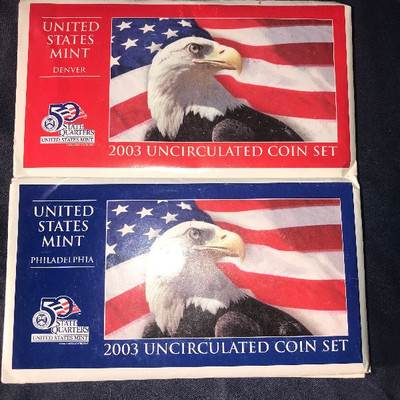 UNITED
STATES
MINT
DENVER
50
STATE
QUARTERS
UNITED STATES MINT
2003 UNCIRCULATED COIN SET
UNITED
STATES
MINT
PHILADELPHIA
50
STATE
QUARTERS
UNITED STATES MINT
2003 UNCIRCULATED COIN SET